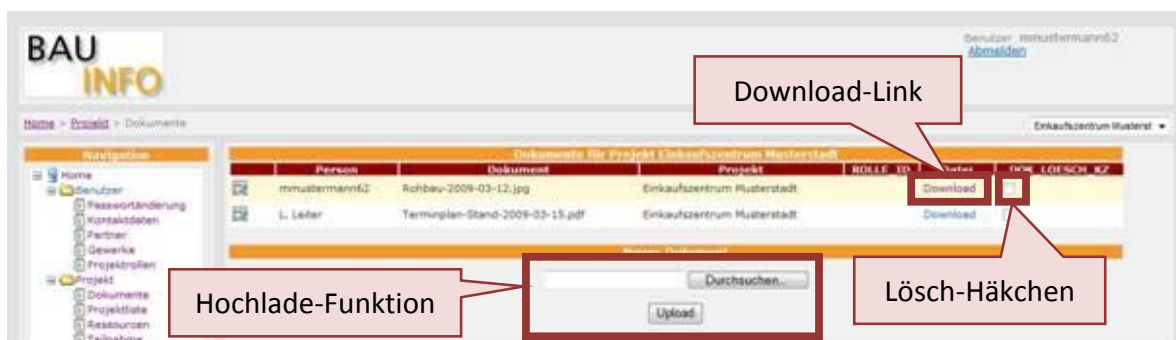 BAU
INFO
Benutzer mmustermann62
Abmelden
Download-Link
Home > Projekt > Dokumente
Einkaufszentrum Musterst
Navigation
Home
Benutzer
Passwortänderung
Kontaktdaten
Partner
Gewerke
Projektrollen
Projekt
Dokumente
Projektliste
Ressourcen
Teilnahme
Dokumente für Projekt Einkaufszentrum Musterstadt
Person Dokument Projekt ROLLE_ID Datei DOK_LOESCH_KZ
mmustermann62 Rohbau-2009-03-12.jpg Einkaufszentrum Musterstadt Download
L. Leiter Terminplan-Stand-2009-03-15.pdf Einkaufszentrum Musterstadt Download
Neues Dokument
Durchsuchen...
Upload
Hochlade-Funktion
Lösch-Häkchen